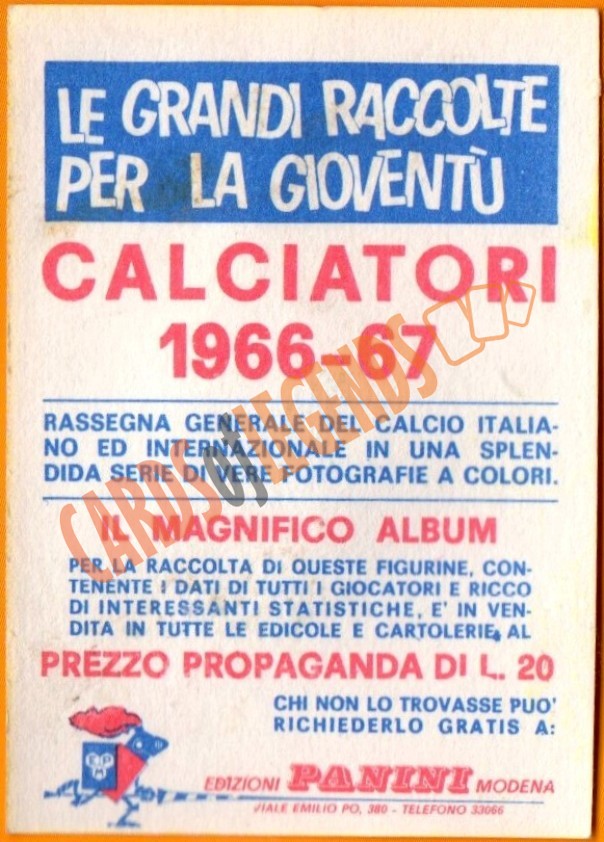 LE GRANDI RACCOLTE
PER LA GIOVENTÙ
CALCIATORI
1966-67
RASSEGNA GENERALE DEL CALCIO ITALIA-
NO ED INTERNAZIONALE IN UNA SPLEN-
DIDA SERIE DI VERE FOTOGRAFIE A COLORI.
IL MAGNIFICO ALBUM
PER LA RACCOLTA DI QUESTE FIGURINE, CON-
TENENTE I DATI DI TUTTI I GIOCATORI E RICCO
DI INTERESSANTI STATISTICHE, E' IN VEN-
DITA IN TUTTE LE EDICOLE E CARTOLERIE, AL
PREZZO PROPAGANDA DI L. 20
CHI NON LO TROVASSE PUO'
RICHIEDERLO GRATIS A:
EDIZIONI PANINI MODENA
VIALE EMILIO PO, 380 - TELEFONO 33066
CARDS of LEGENDS